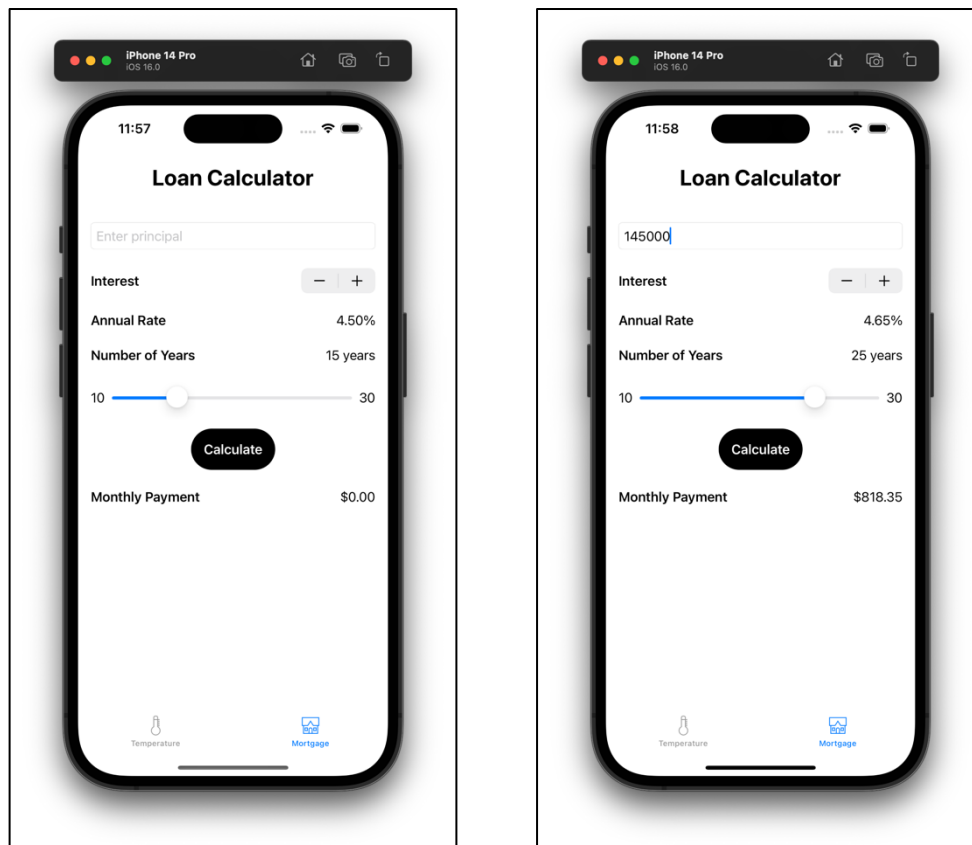 iPhone 14 Pro
iOS 16.0
11:57
Loan Calculator
Enter principal
Interest − +
Annual Rate 4.50%
Number of Years 15 years
10 30
Calculate
Monthly Payment $0.00
Temperature Mortgage
iPhone 14 Pro
iOS 16.0
11:58
Loan Calculator
145000
Interest − +
Annual Rate 4.65%
Number of Years 25 years
10 30
Calculate
Monthly Payment $818.35
Temperature Mortgage